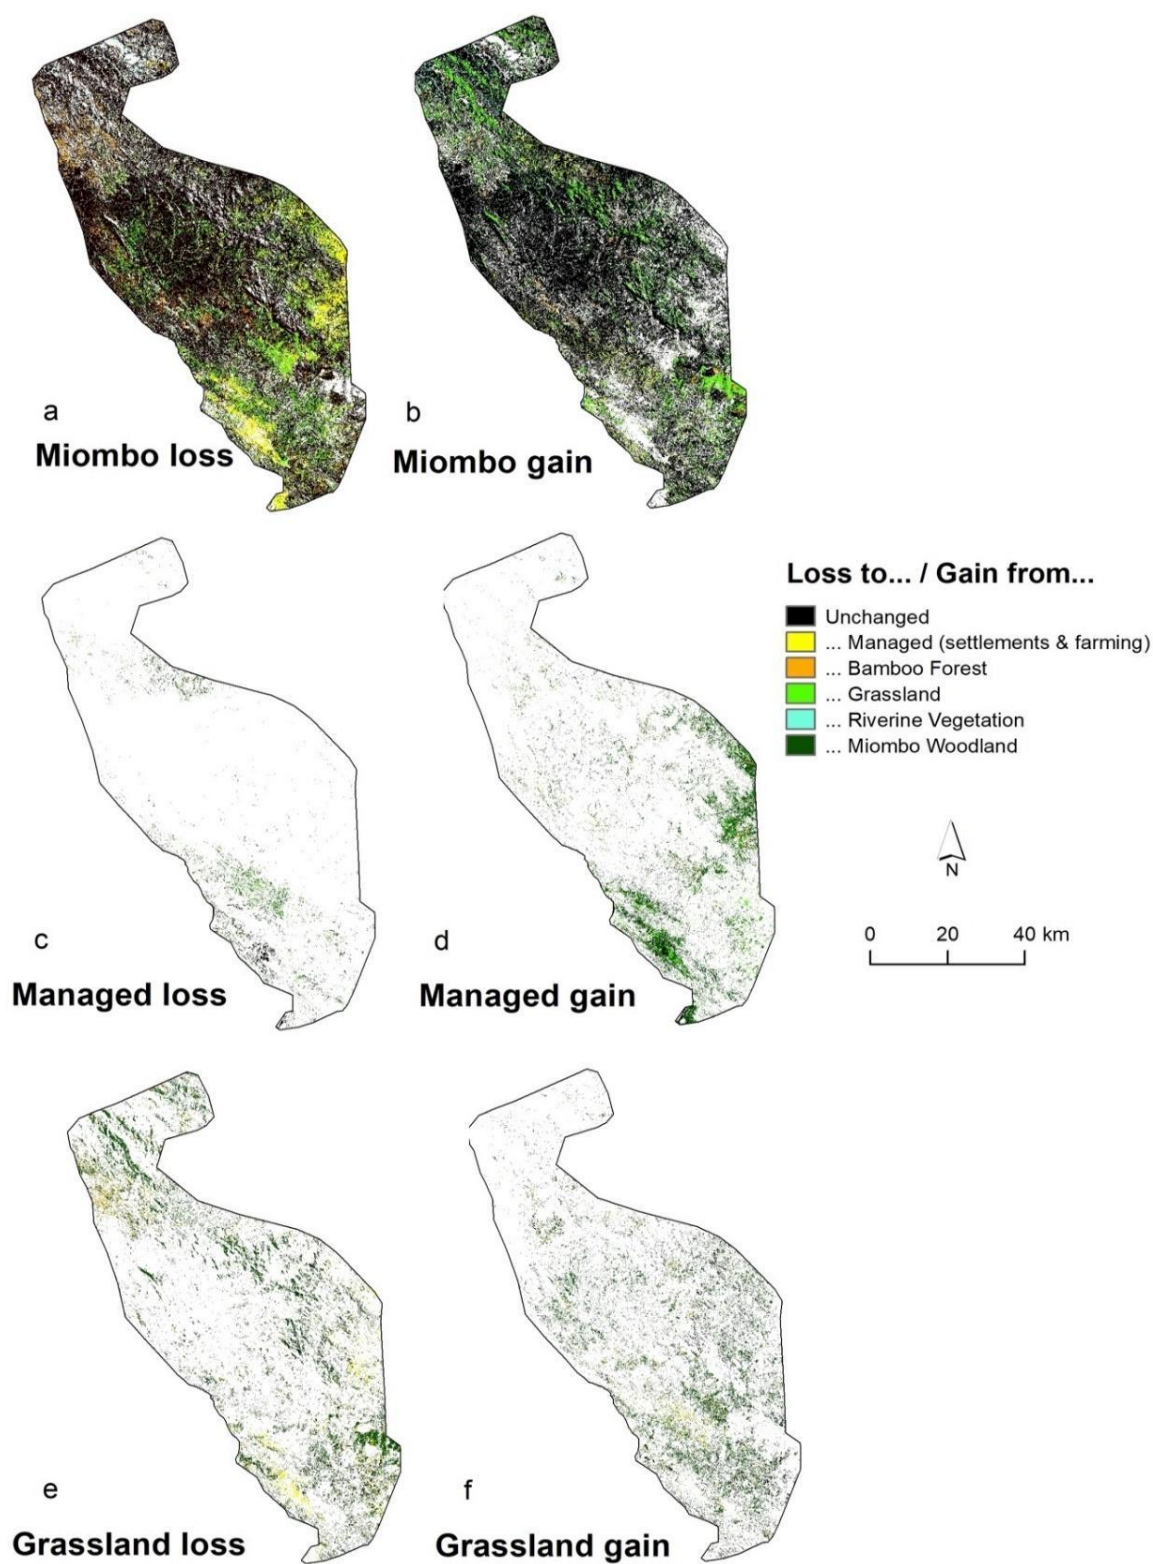 a
Miombo loss
b
Miombo gain
Loss to... / Gain from...
Unchanged
... Managed (settlements & farming)
... Bamboo Forest
... Grassland
... Riverine Vegetation
... Miombo Woodland
N
0 20 40 km
c
Managed loss
d
Managed gain
e
Grassland loss
f
Grassland gain